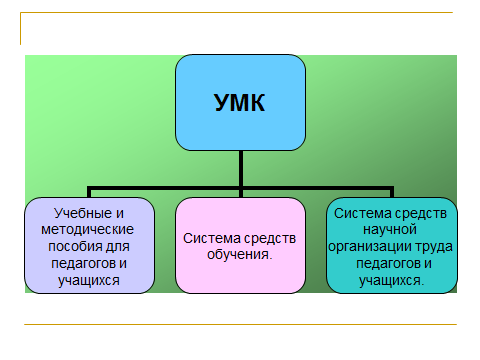 УМК
Учебные и
методические
пособия для
педагогов и
учащихся
Система средств
обучения.
Система средств
научной
организации труда
педагогов и
учащихся.